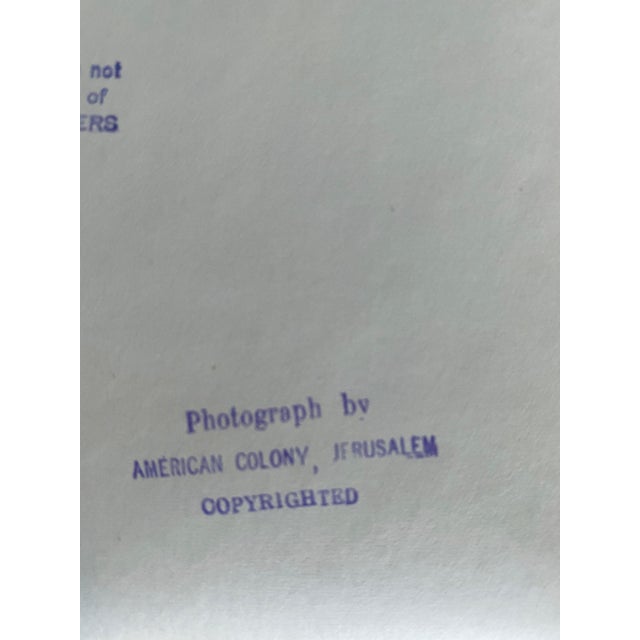 not
of
ERS
Photograph by
AMERICAN COLONY, JERUSALEM
COPYRIGHTED